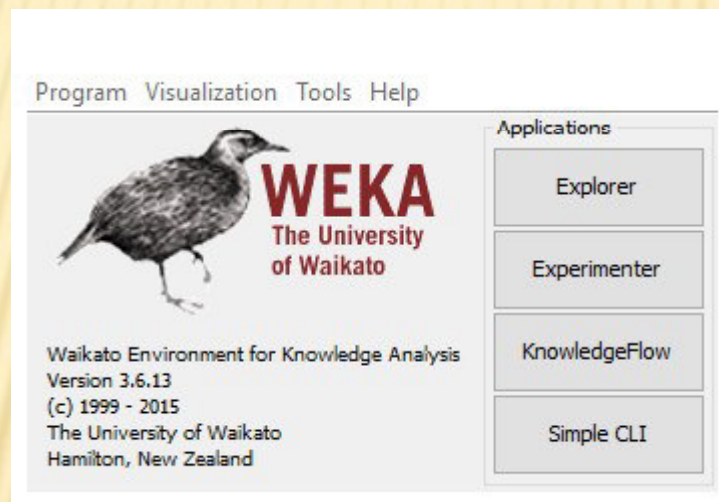 Program Visualization Tools Help
WEKA
The University
of Waikato
Waikato Environment for Knowledge Analysis
Version 3.6.13
(c) 1999 - 2015
The University of Waikato
Hamilton, New Zealand
Applications
Explorer
Experimenter
KnowledgeFlow
Simple CLI